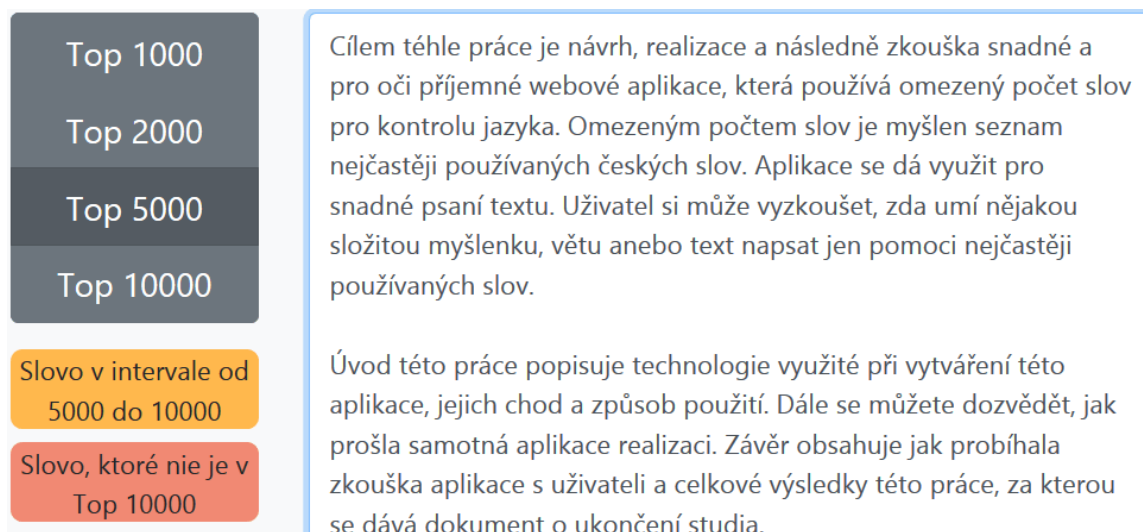 Top 1000
Top 2000
Top 5000
Top 10000
Slovo v intervale od
5000 do 10000
Slovo, ktoré nie je v
Top 10000
Cílem téhle práce je návrh, realizace a následně zkouška snadné a
pro oči příjemné webové aplikace, která používá omezený počet slov
pro kontrolu jazyka. Omezeným počtem slov je myšlen seznam
nejčastěji používaných českých slov. Aplikace se dá využit pro
snadné psaní textu. Uživatel si může vyzkoušet, zda umí nějakou
složitou myšlenku, větu anebo text napsat jen pomoci nejčastěji
používaných slov.
Úvod této práce popisuje technologie využité při vytváření této
aplikace, jejich chod a způsob použití. Dále se můžete dozvědět, jak
prošla samotná aplikace realizaci. Závěr obsahuje jak probíhala
zkouška aplikace s uživateli a celkové výsledky této práce, za kterou
se dává dokument o ukončení studia.